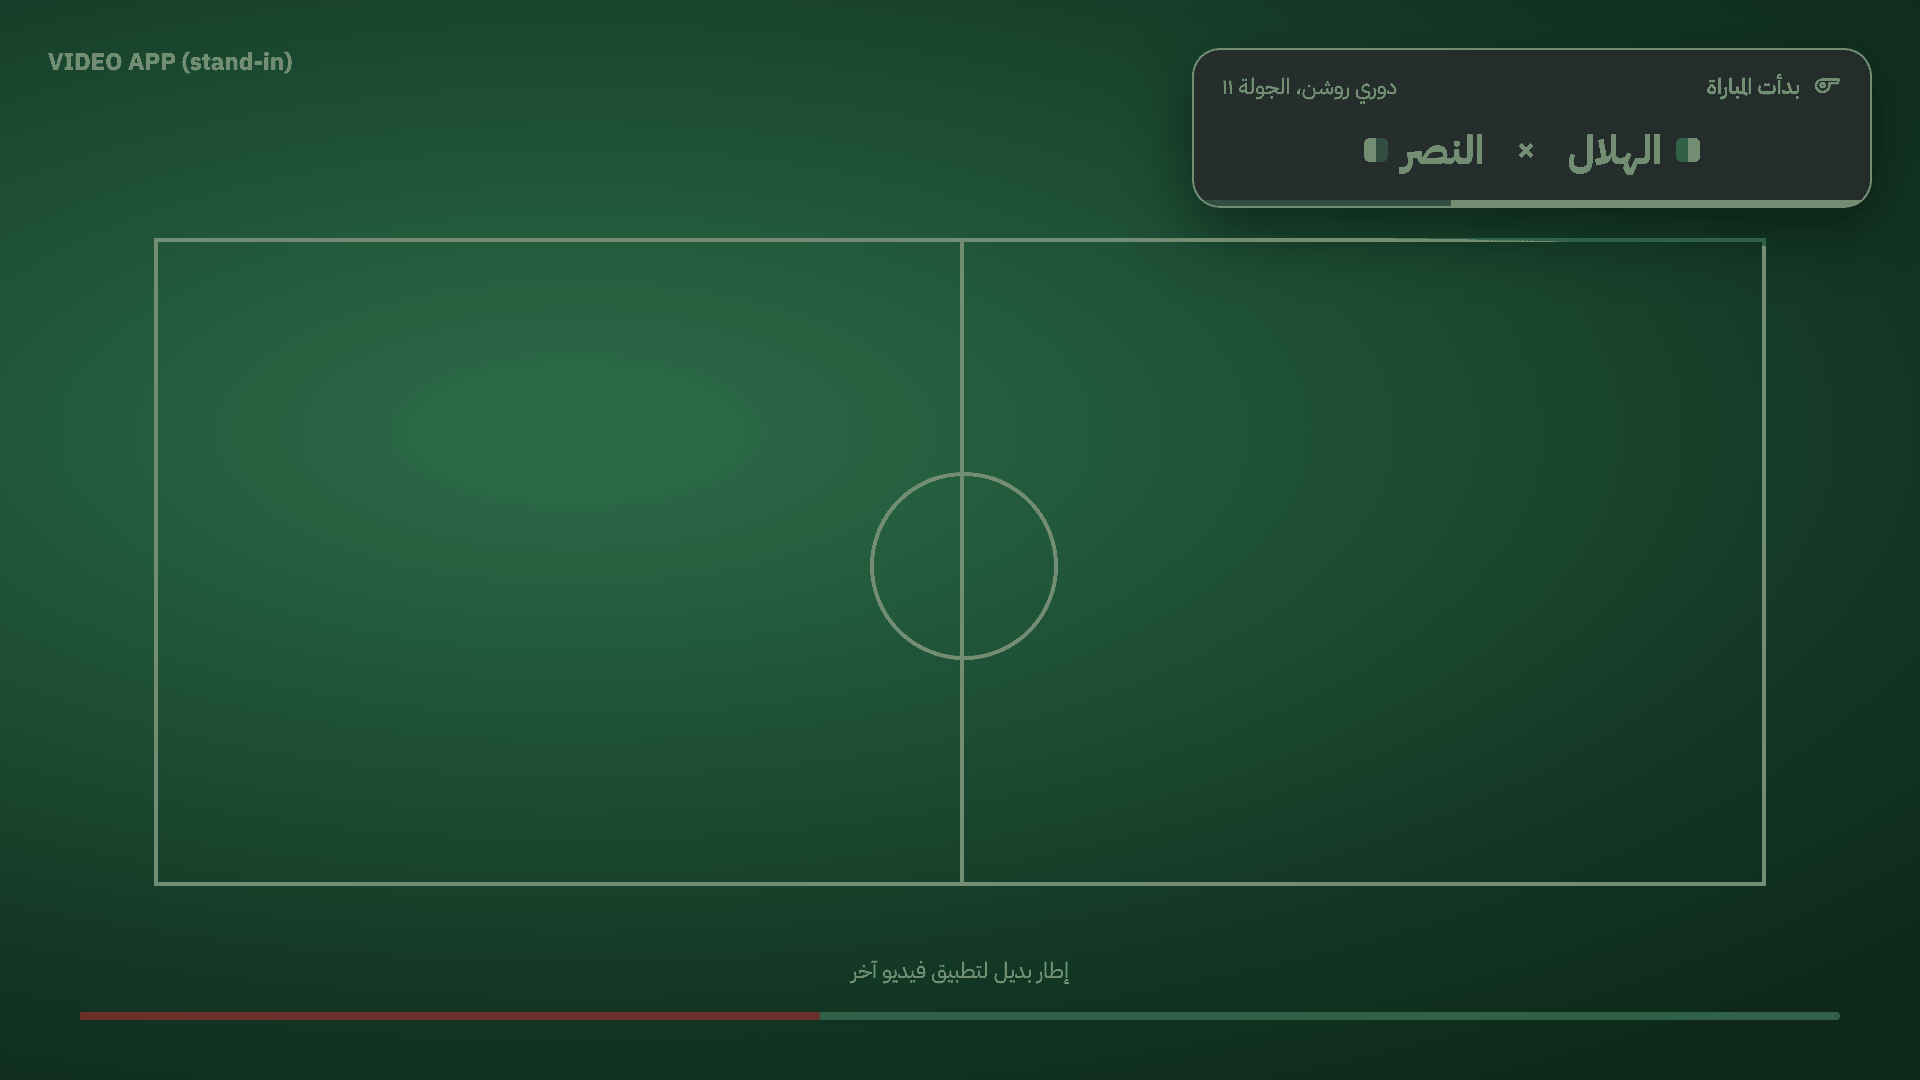 VIDEO APP (stand-in)
بدأت المباراة
دوري روشن، الجولة ١١
الهلال × النصر
إطار بديل لتطبيق فيديو آخر